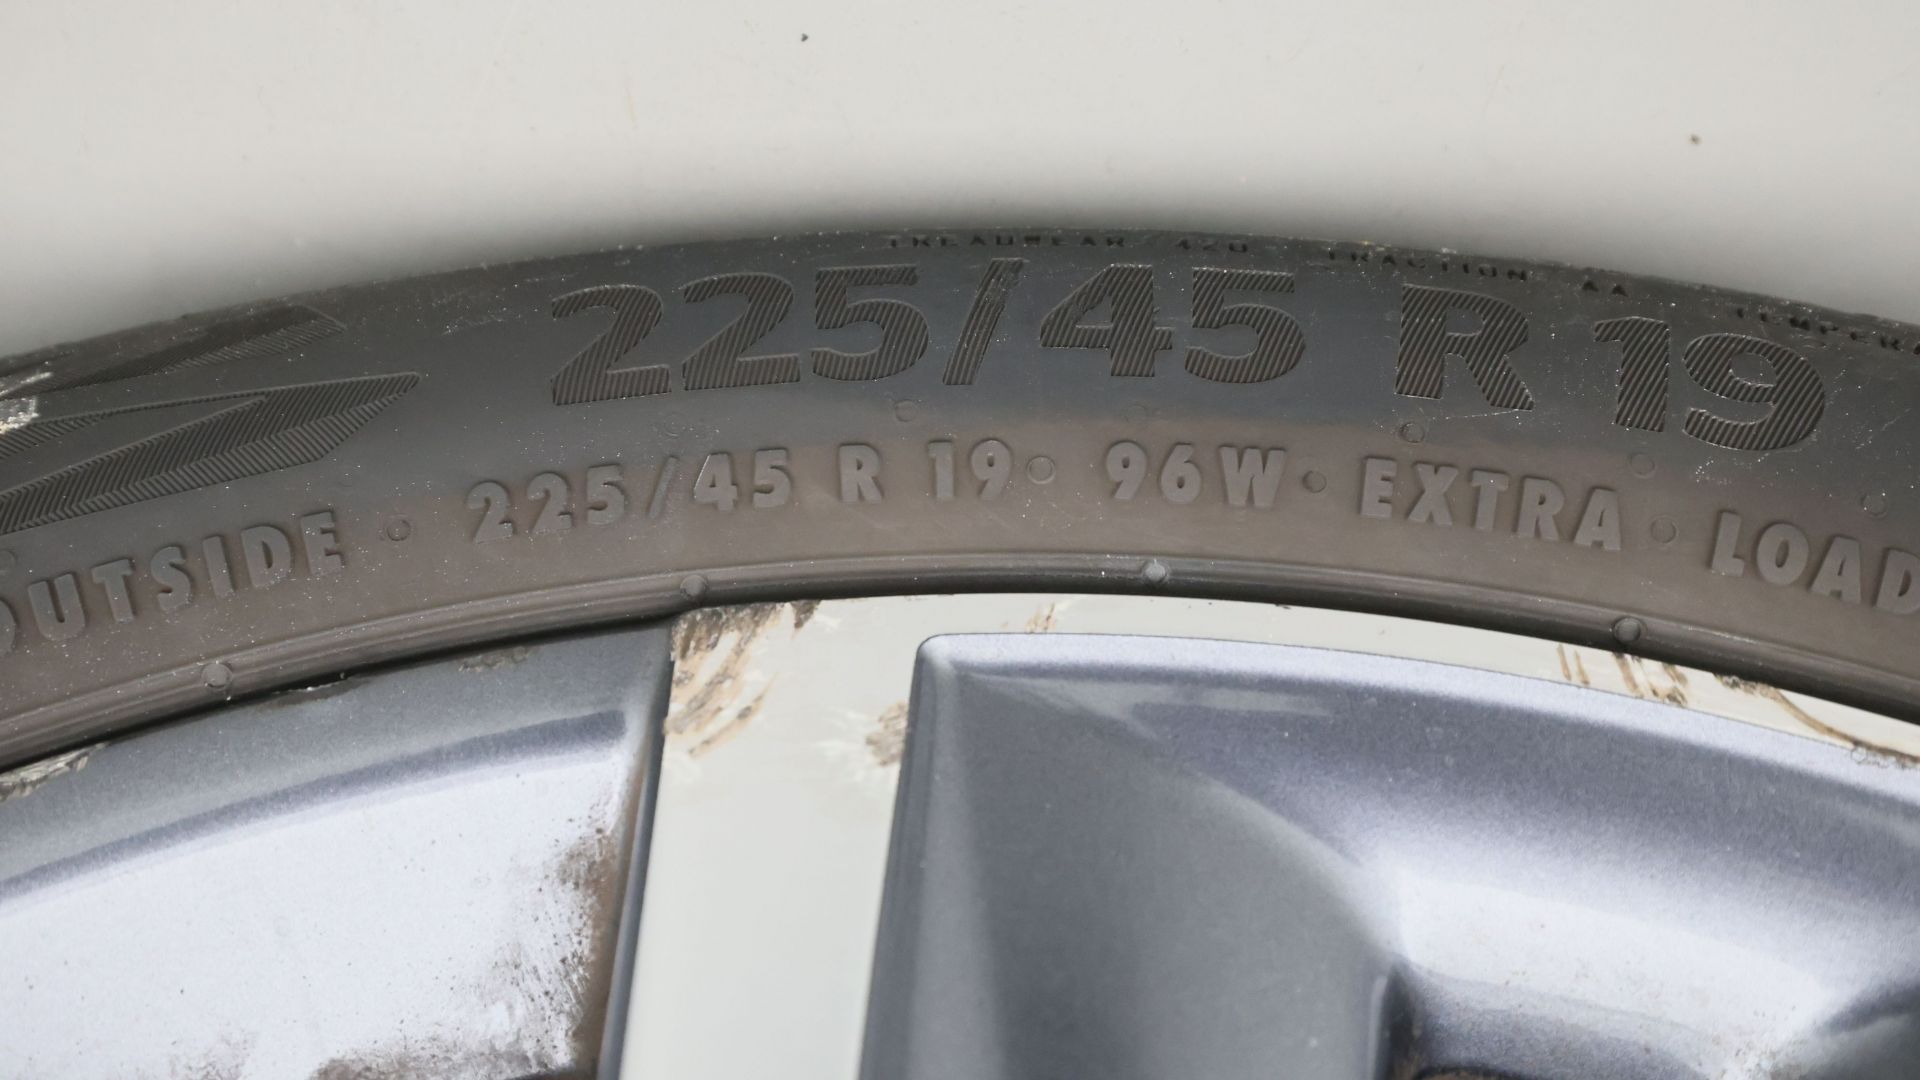 TREADWEAR 420 TRACTION AA
225/45 R 19
OUTSIDE 225/45 R 19 96W EXTRA LOAD